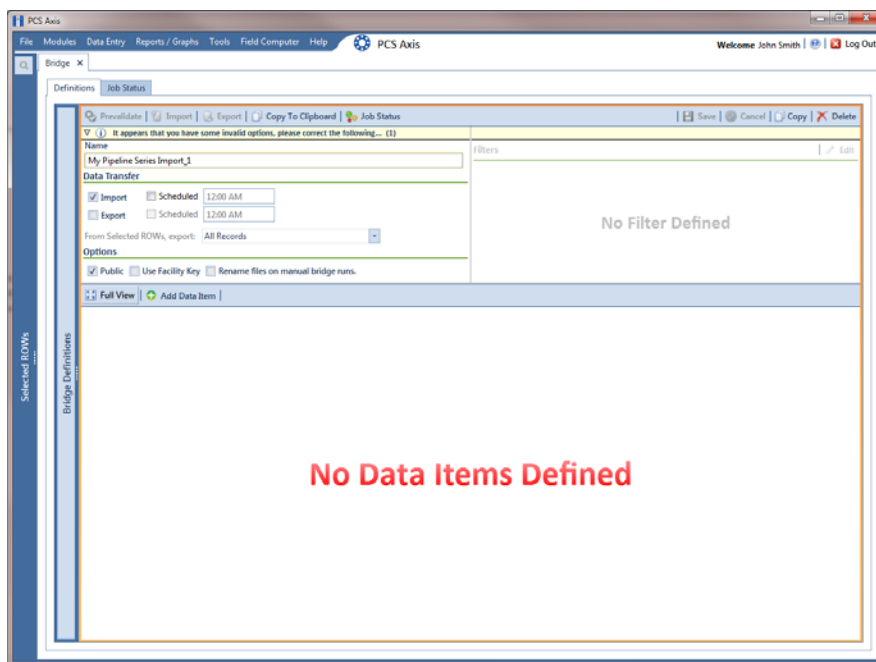 PCS Axis
File Modules Data Entry Reports / Graphs Tools Field Computer Help PCS Axis Welcome John Smith | Log Out
Bridge ✕
Definitions Job Status
Prevalidate | Import | Export | Copy To Clipboard | Job Status | Save | Cancel | Copy | Delete
It appears that you have some invalid options, please correct the following... (1)
Name
My Pipeline Series Import_1
Filters | Edit
No Filter Defined
Data Transfer
Import Scheduled 12:00 AM
Export Scheduled 12:00 AM
From Selected ROWs, export: All Records
Options
Public Use Facility Key Rename files on manual bridge runs.
Full View | Add Data Item |
Selected ROWs
Bridge Definitions
No Data Items Defined